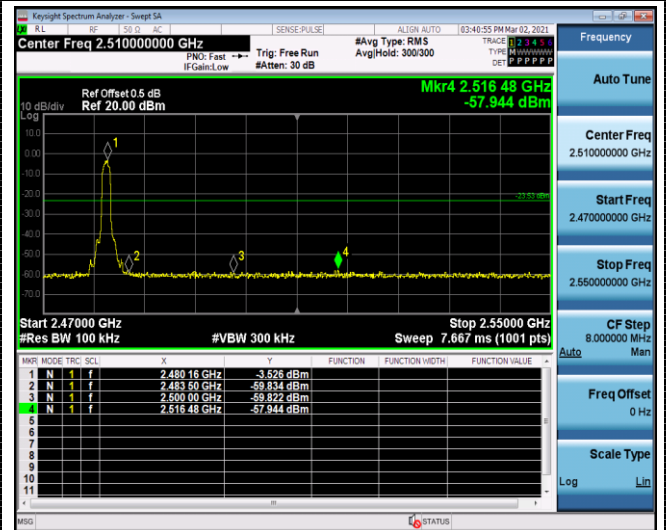 Keysight Spectrum Analyzer - Swept SA
RL RF 50 Ω AC SENSE:PULSE ALIGN AUTO 03:40:55 PM Mar 02, 2021
Center Freq 2.510000000 GHz
PNO: Fast
IFGain:Low
Trig: Free Run
#Atten: 30 dB
#Avg Type: RMS
Avg|Hold: 300/300
TRACE 1 2 3 4 5 6
TYPE M W W W W W
DET P P P P P P
Ref Offset 0.5 dB
Ref 20.00 dBm
10 dB/div
Log
Mkr4 2.516 48 GHz
-57.944 dBm
10.0
0.00
-10.0
-20.0
-30.0
-40.0
-50.0
-60.0
-70.0
1
2
3
4
-23.53 dBm
Start 2.47000 GHz
Stop 2.55000 GHz
#Res BW 100 kHz
#VBW 300 kHz
Sweep 7.667 ms (1001 pts)
MKR MODE TRC SCL X Y FUNCTION FUNCTION WIDTH FUNCTION VALUE
1 N 1 f 2.480 16 GHz -3.526 dBm
2 N 1 f 2.483 50 GHz -59.834 dBm
3 N 1 f 2.500 00 GHz -59.822 dBm
4 N 1 f 2.516 48 GHz -57.944 dBm
5
6
7
8
9
10
11
MSG
STATUS
Frequency
Auto Tune
Center Freq
2.510000000 GHz
Start Freq
2.470000000 GHz
Stop Freq
2.550000000 GHz
CF Step
8.000000 MHz
Auto Man
Freq Offset
0 Hz
Scale Type
Log Lin